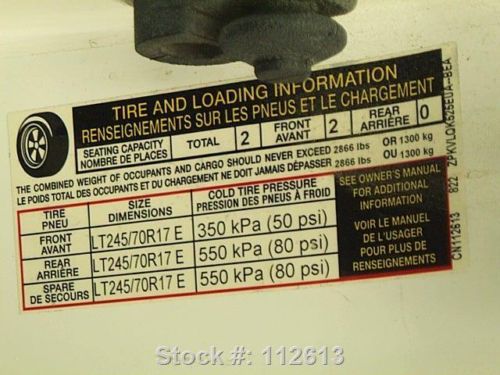 TIRE AND LOADING INFORMATION
RENSEIGNEMENTS SUR LES PNEUS ET LE CHARGEMENT
SEATING CAPACITY
NOMBRE DE PLACES
TOTAL 2
FRONT
AVANT 2
REAR
ARRIÈRE 0
THE COMBINED WEIGHT OF OCCUPANTS AND CARGO SHOULD NEVER EXCEED 2866 lbs OR 1300 kg
LE POIDS TOTAL DES OCCUPANTS ET DU CHARGEMENT NE DOIT JAMAIS DÉPASSER 2866 lbs OU 1300 kg
TIRE
PNEU
SIZE
DIMENSIONS
COLD TIRE PRESSURE
PRESSION DES PNEUS À FROID
FRONT
AVANT
LT245/70R17 E
350 kPa (50 psi)
REAR
ARRIÈRE
LT245/70R17 E
550 kPa (80 psi)
SPARE
DE SECOURS
LT245/70R17 E
550 kPa (80 psi)
SEE OWNER'S MANUAL
FOR ADDITIONAL
INFORMATION
VOIR LE MANUEL
DE L'USAGER
POUR PLUS DE
RENSEIGNEMENTS
CN112613 822
Stock #: 112613